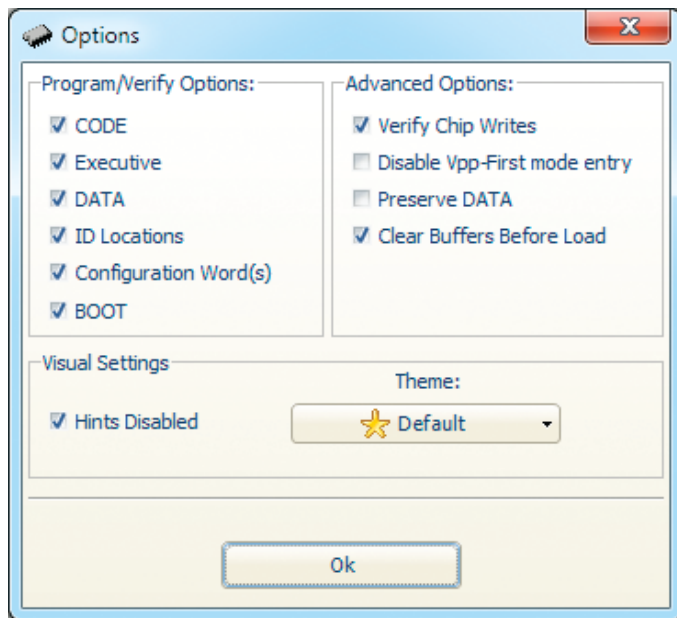 Options
Program/Verify Options:
CODE
Executive
DATA
ID Locations
Configuration Word(s)
BOOT
Advanced Options:
Verify Chip Writes
Disable Vpp-First mode entry
Preserve DATA
Clear Buffers Before Load
Visual Settings
Hints Disabled
Theme:
Default
Ok